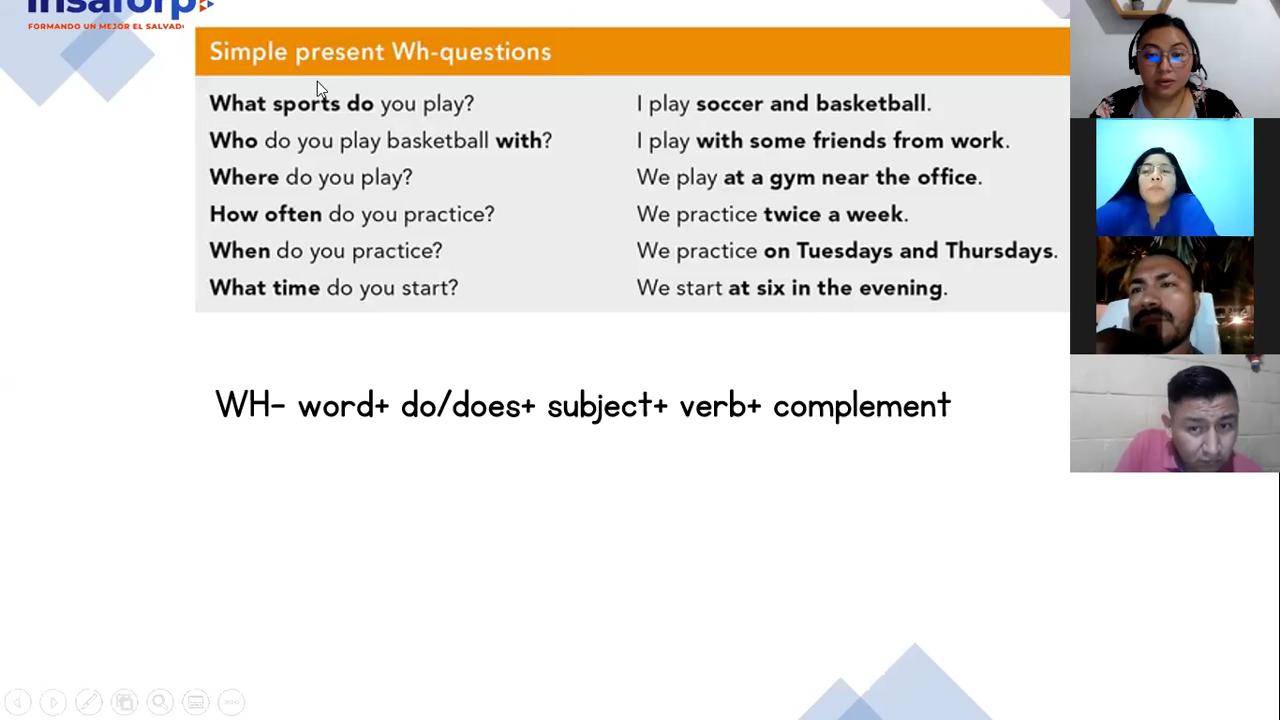 Insaforp
FORMANDO UN MEJOR EL SALVADOR
Simple present Wh-questions
What sports do you play? I play soccer and basketball.
Who do you play basketball with? I play with some friends from work.
Where do you play? We play at a gym near the office.
How often do you practice? We practice twice a week.
When do you practice? We practice on Tuesdays and Thursdays.
What time do you start? We start at six in the evening.
WH- word+ do/does+ subject+ verb+ complement